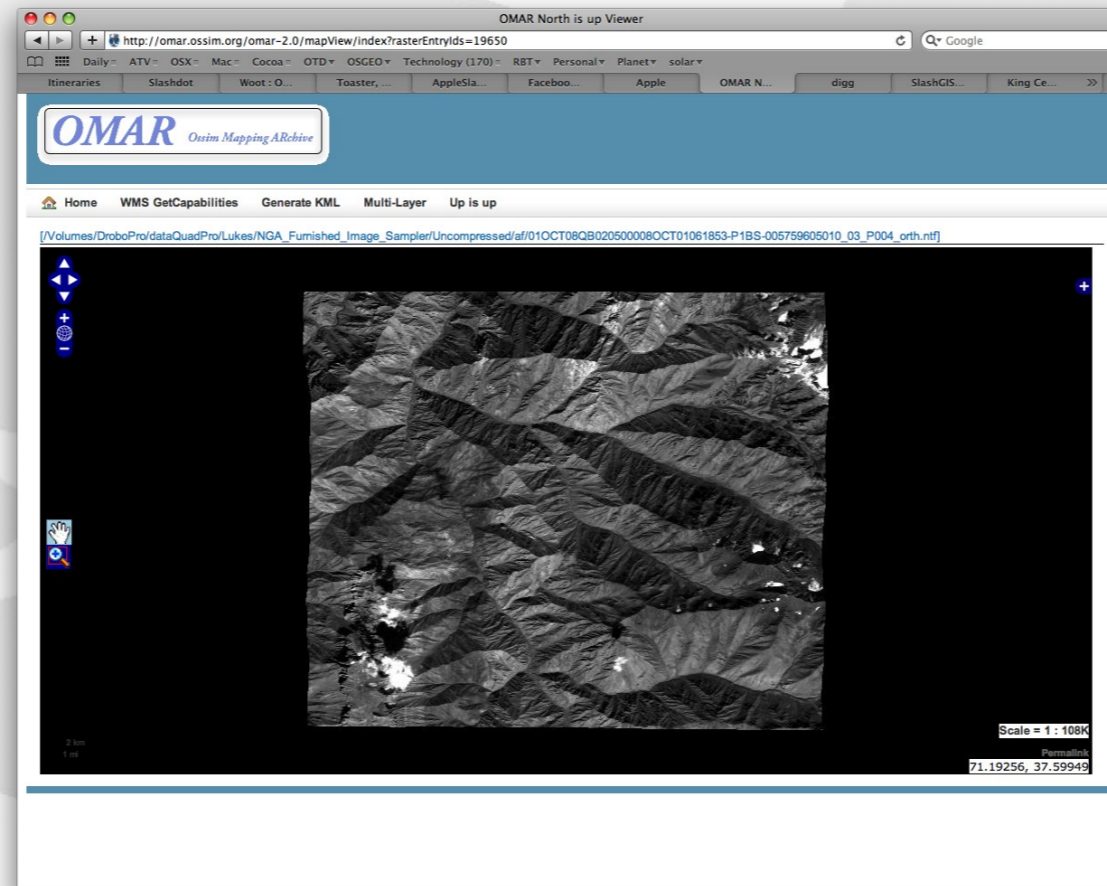 OMAR North is up Viewer
http://omar.ossim.org/omar-2.0/mapView/index?rasterEntryIds=19650
Google
Daily ATV OSX Mac Cocoa OTD OSGEO Technology (170) RBT Personal Planet solar
Itineraries Slashdot Woot : O... Toaster, ... AppleSla... Faceboo... Apple OMAR N... digg SlashGIS... King Ce... »
OMAR Ossim Mapping ARchive
Home WMS GetCapabilities Generate KML Multi-Layer Up is up
[/Volumes/DroboPro/dataQuadPro/Lukes/NGA_Furnished_Image_Sampler/Uncompressed/af/01OCT08QB020500008OCT01061853-P1BS-005759605010_03_P004_orth.ntf]
Scale = 1 : 108K
2 km
1 mi
Permalink
71.19256, 37.59949